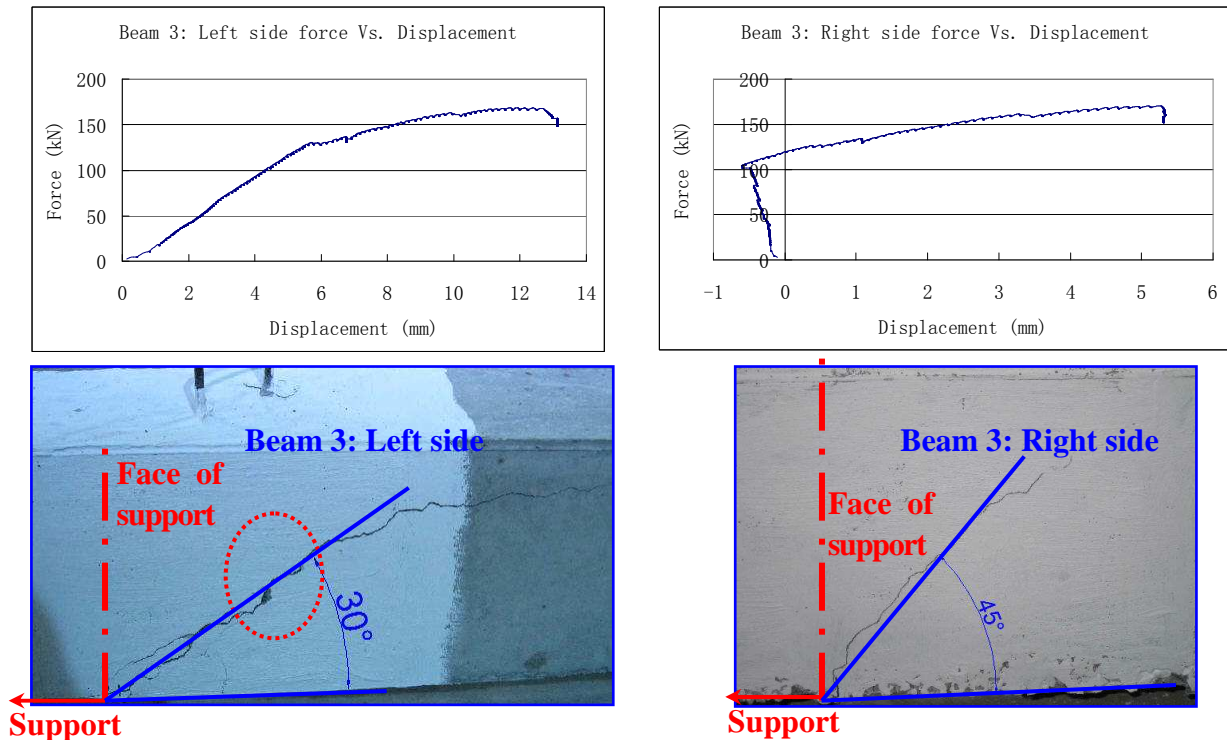 Beam 3: Left side force Vs. Displacement
200
150
100
50
0
Force (kN)
0 2 4 6 8 10 12 14
Displacement (mm)
Beam 3: Right side force Vs. Displacement
200
150
100
50
0
Force (kN)
-1 0 1 2 3 4 5 6
Displacement (mm)
Beam 3: Left side
Face of
support
30°
Support
Beam 3: Right side
Face of
support
45°
Support